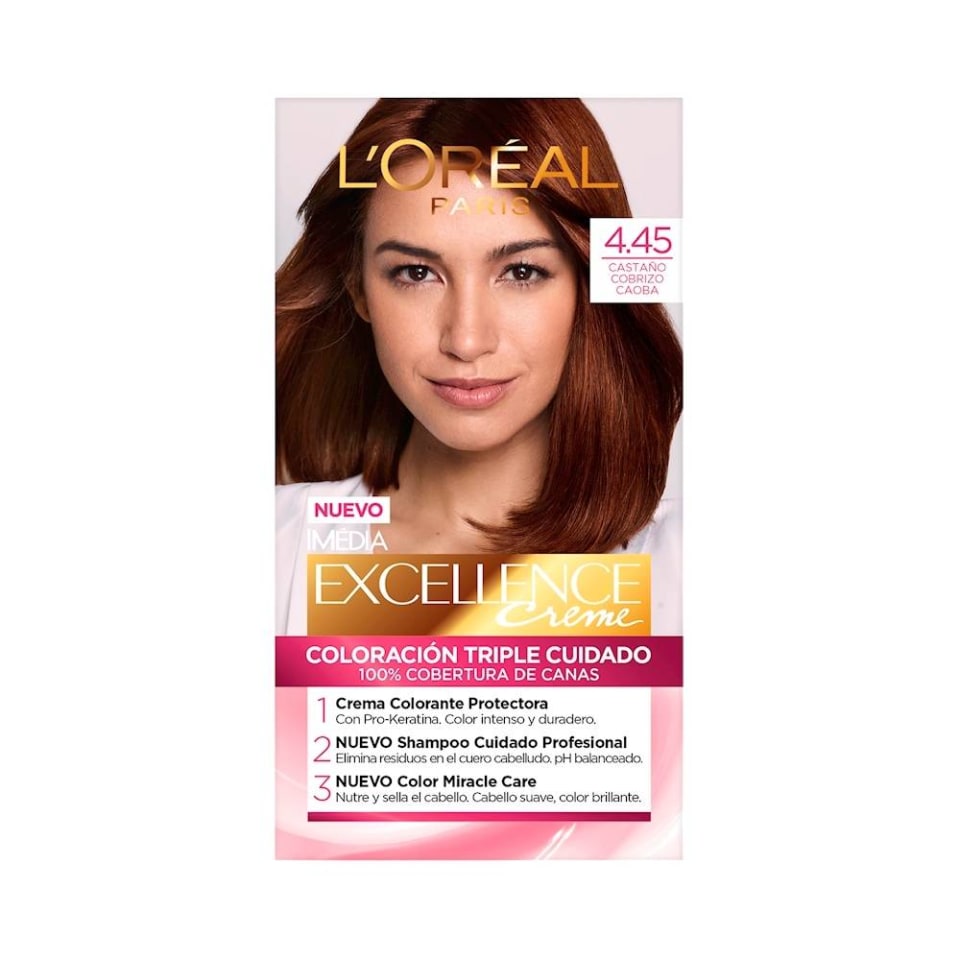 L'ORÉAL
PARIS
4.45
CASTAÑO
COBRIZO
CAOBA
NUEVO
IMÉDIA
EXCELLENCE
Creme
COLORACIÓN TRIPLE CUIDADO
100% COBERTURA DE CANAS
1 Crema Colorante Protectora
Con Pro-Keratina. Color intenso y duradero.
2 NUEVO Shampoo Cuidado Profesional
Elimina residuos en el cuero cabelludo. pH balanceado.
3 NUEVO Color Miracle Care
Nutre y sella el cabello. Cabello suave, color brillante.